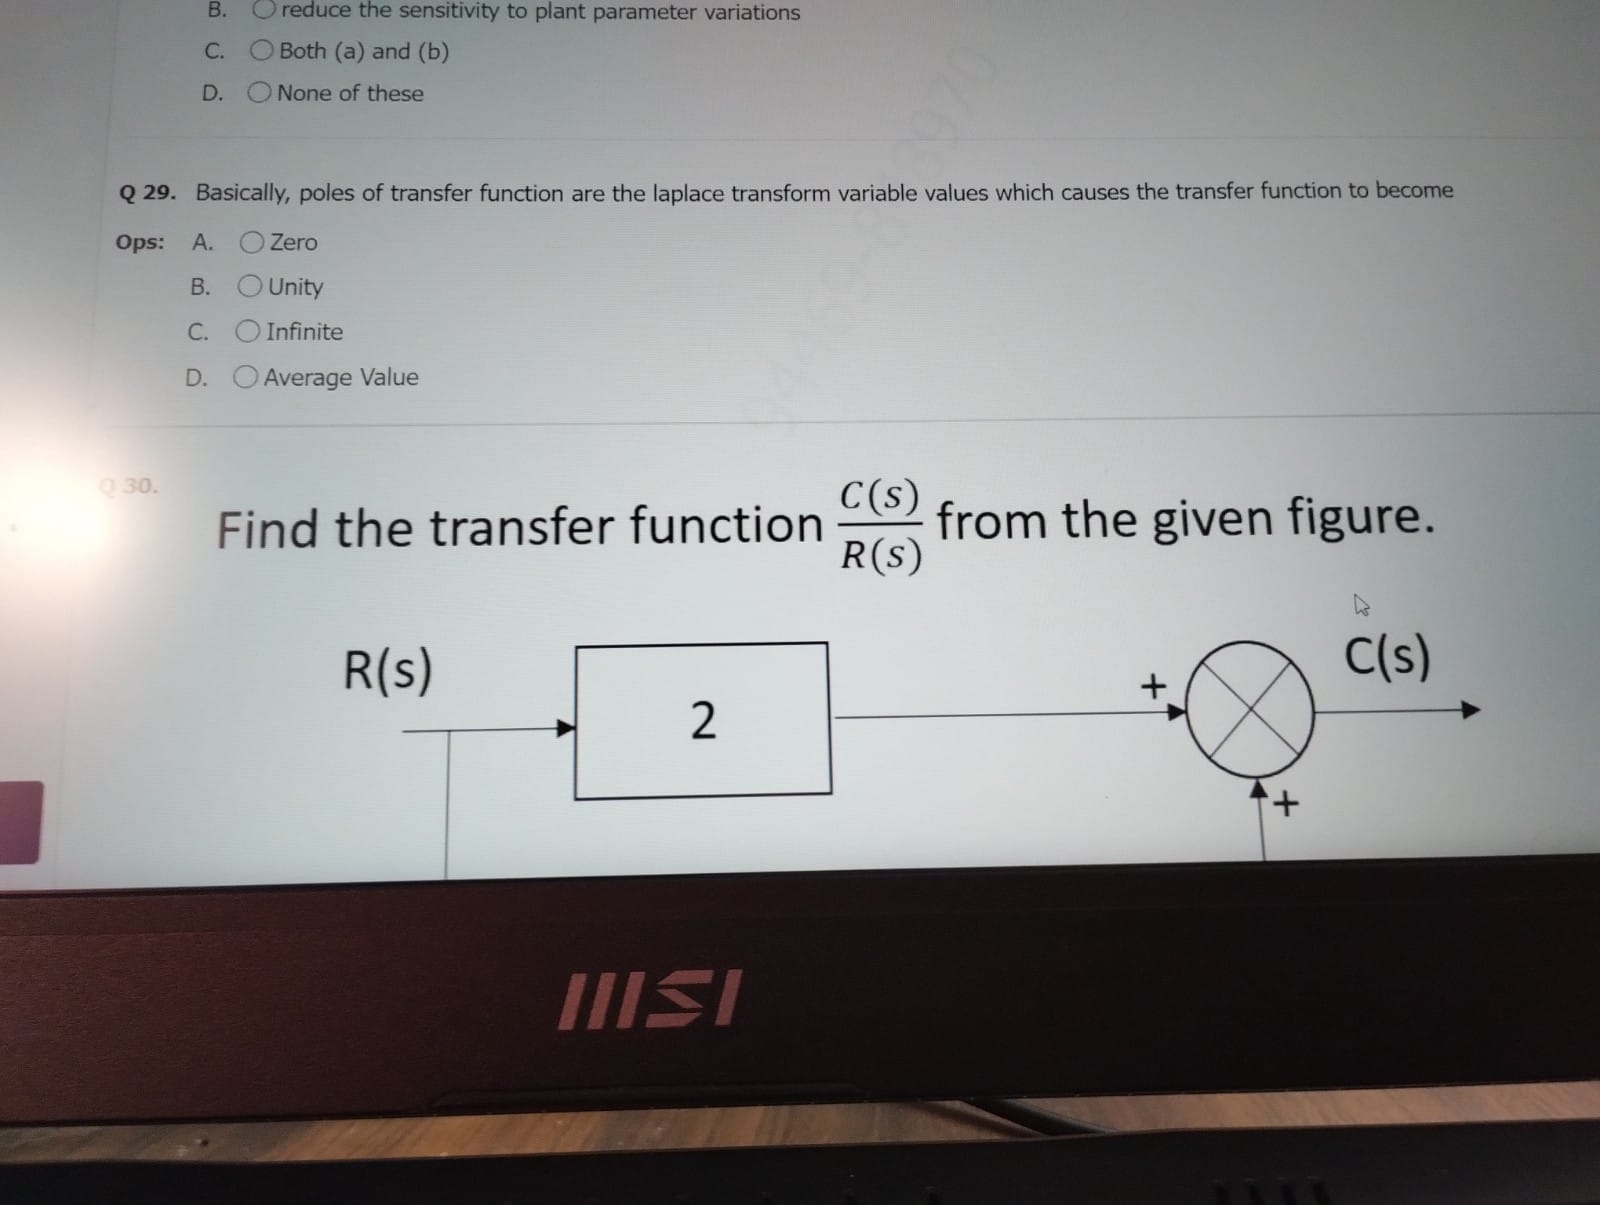 B. reduce the sensitivity to plant parameter variations
C. Both (a) and (b)
D. None of these
Q 29. Basically, poles of transfer function are the laplace transform variable values which causes the transfer function to become
Ops: A. Zero
B. Unity
C. Infinite
D. Average Value
Q 30.
Find the transfer function C(s)/R(s) from the given figure.
R(s)
2
+
C(s)
+
msi